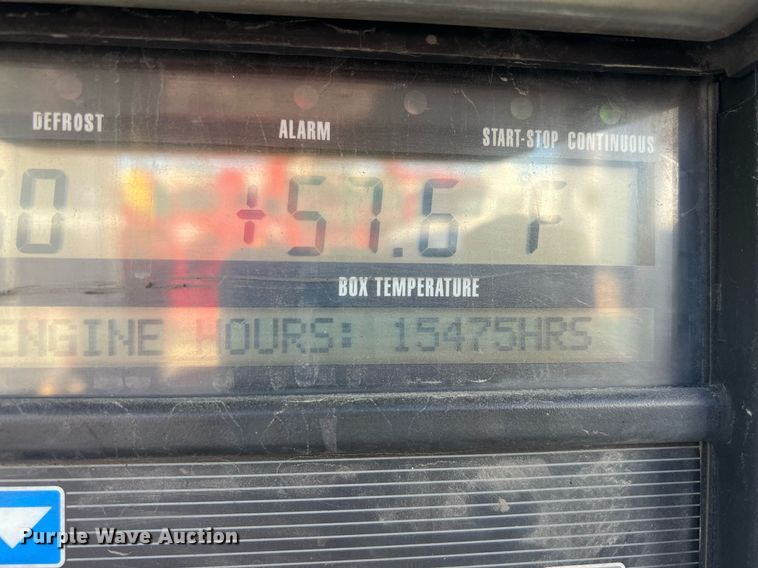 DEFROST ALARM START-STOP CONTINUOUS
+57.6 F
BOX TEMPERATURE
ENGINE HOURS: 15475HRS
Purple Wave Auction